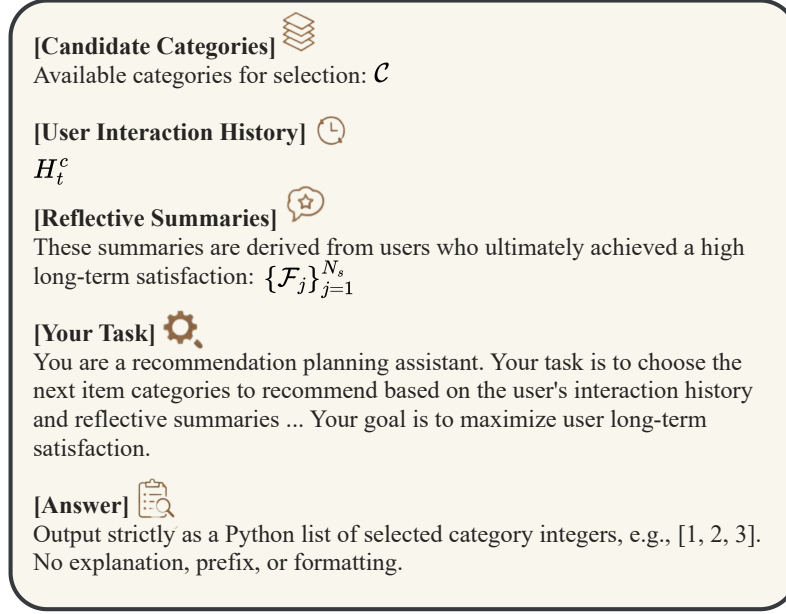 [Candidate Categories]
Available categories for selection: 𝒞
[User Interaction History]
H_t^c
[Reflective Summaries]
These summaries are derived from users who ultimately achieved a high
long-term satisfaction: {ℱ_j}_{j=1}^{N_s}
[Your Task]
You are a recommendation planning assistant. Your task is to choose the
next item categories to recommend based on the user's interaction history
and reflective summaries ... Your goal is to maximize user long-term
satisfaction.
[Answer]
Output strictly as a Python list of selected category integers, e.g., [1, 2, 3].
No explanation, prefix, or formatting.